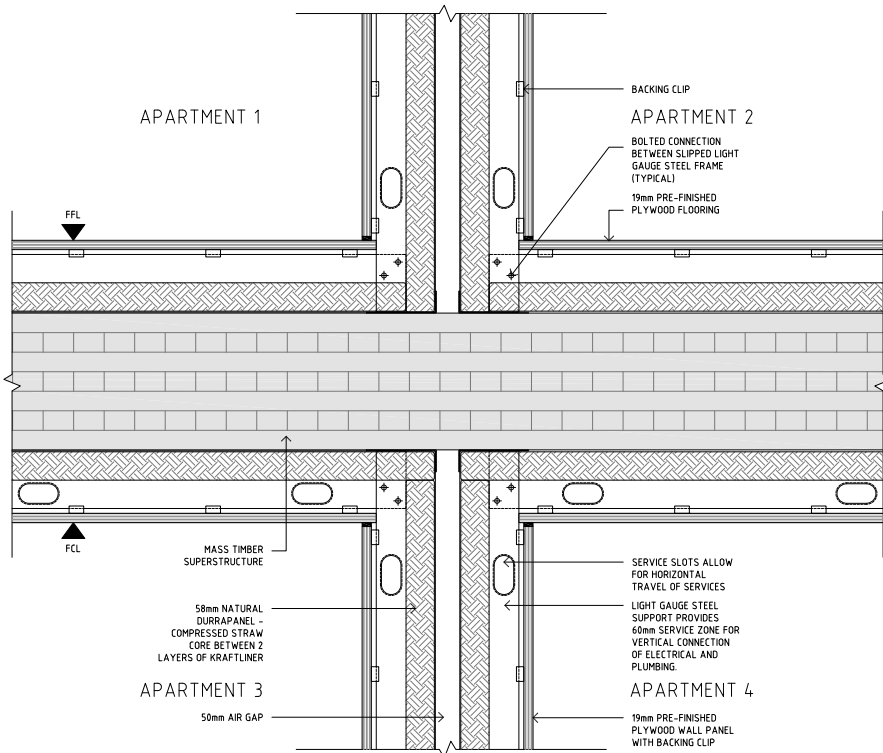 APARTMENT 1
BACKING CLIP
APARTMENT 2
BOLTED CONNECTION
BETWEEN SLIPPED LIGHT
GAUGE STEEL FRAME
(TYPICAL)
19mm PRE-FINISHED
PLYWOOD FLOORING
FFL
FCL
MASS TIMBER
SUPERSTRUCTURE
SERVICE SLOTS ALLOW
FOR HORIZONTAL
TRAVEL OF SERVICES
58mm NATURAL
DURRAPANEL -
COMPRESSED STRAW
CORE BETWEEN 2
LAYERS OF KRAFTLINER
LIGHT GAUGE STEEL
SUPPORT PROVIDES
60mm SERVICE ZONE FOR
VERTICAL CONNECTION
OF ELECTRICAL AND
PLUMBING.
APARTMENT 3
APARTMENT 4
50mm AIR GAP
19mm PRE-FINISHED
PLYWOOD WALL PANEL
WITH BACKING CLIP